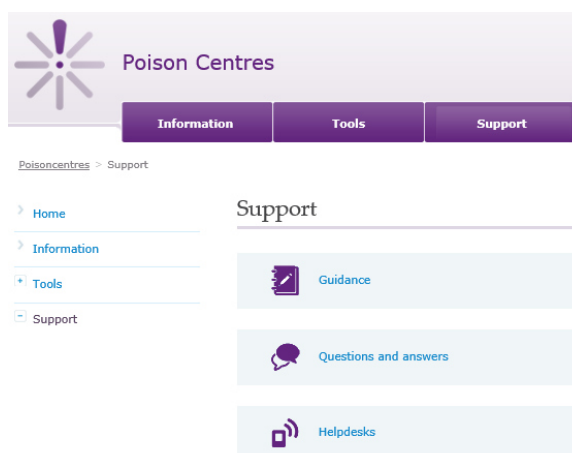 Poison Centres
Information Tools Support
Poisoncentres > Support
Home
Information
Tools
Support
Support
Guidance
Questions and answers
Helpdesks